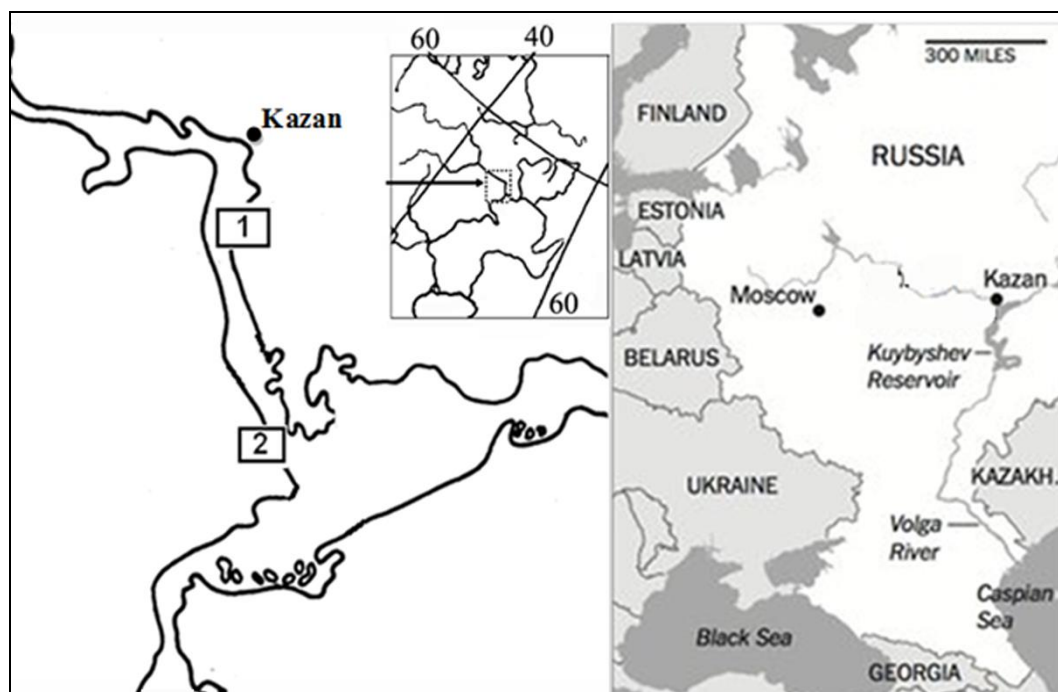 Kazan
1
2
60
40
60
300 MILES
FINLAND
RUSSIA
ESTONIA
LATVIA
Moscow
Kazan
BELARUS
Kuybyshev
Reservoir
UKRAINE
KAZAKH.
Volga
River
Caspian
Sea
Black Sea
GEORGIA